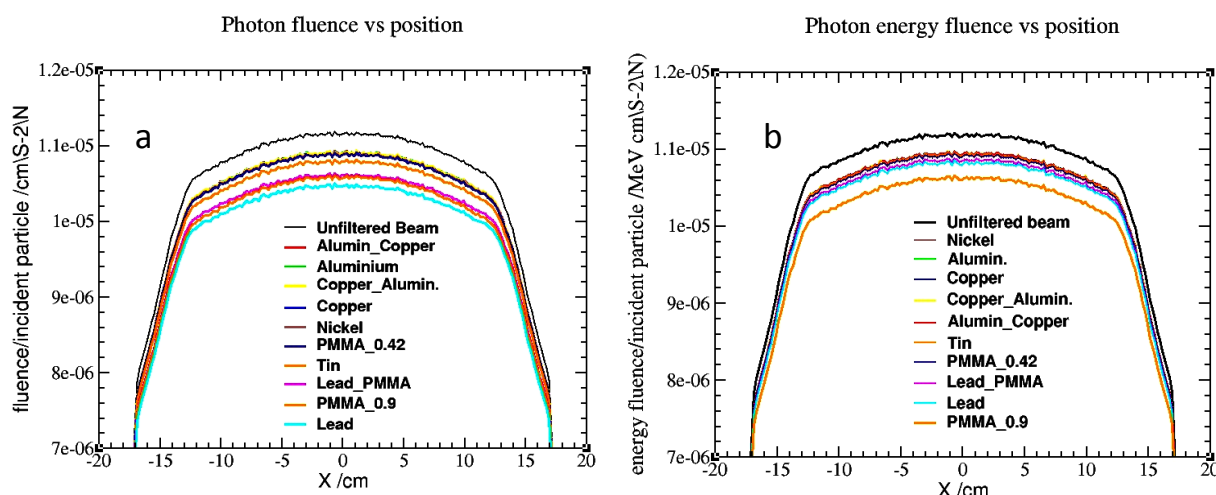 Photon fluence vs position
fluence/incident particle /cm\S-2\N
1.2e-05
1.1e-05
1e-05
9e-06
8e-06
7e-06
a
Unfiltered Beam
Alumin_Copper
Aluminium
Copper_Alumin.
Copper
Nickel
PMMA_0.42
Tin
Lead_PMMA
PMMA_0.9
Lead
-20 -15 -10 -5 0 5 10 15 20
X /cm
Photon energy fluence vs position
energy fluence/incident particle /MeV cm\S-2\N)
1.2e-05
1.1e-05
1e-05
9e-06
8e-06
7e-06
b
Unfiltered beam
Nickel
Alumin.
Copper
Copper_Alumin.
Alumin_Copper
Tin
PMMA_0.42
Lead_PMMA
Lead
PMMA_0.9
-20 -15 -10 -5 0 5 10 15 20
X /cm